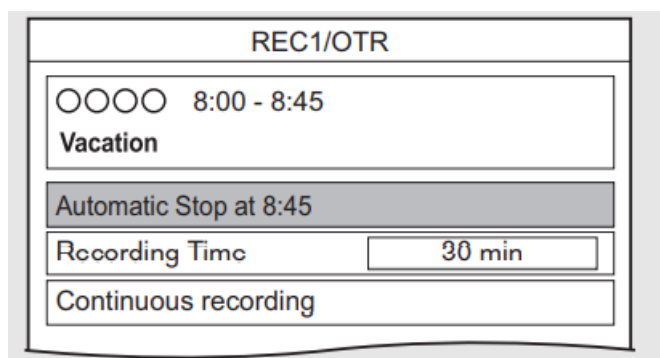 REC1/OTR
○○○○ 8:00 - 8:45
Vacation
Automatic Stop at 8:45
Recording Time 30 min
Continuous recording